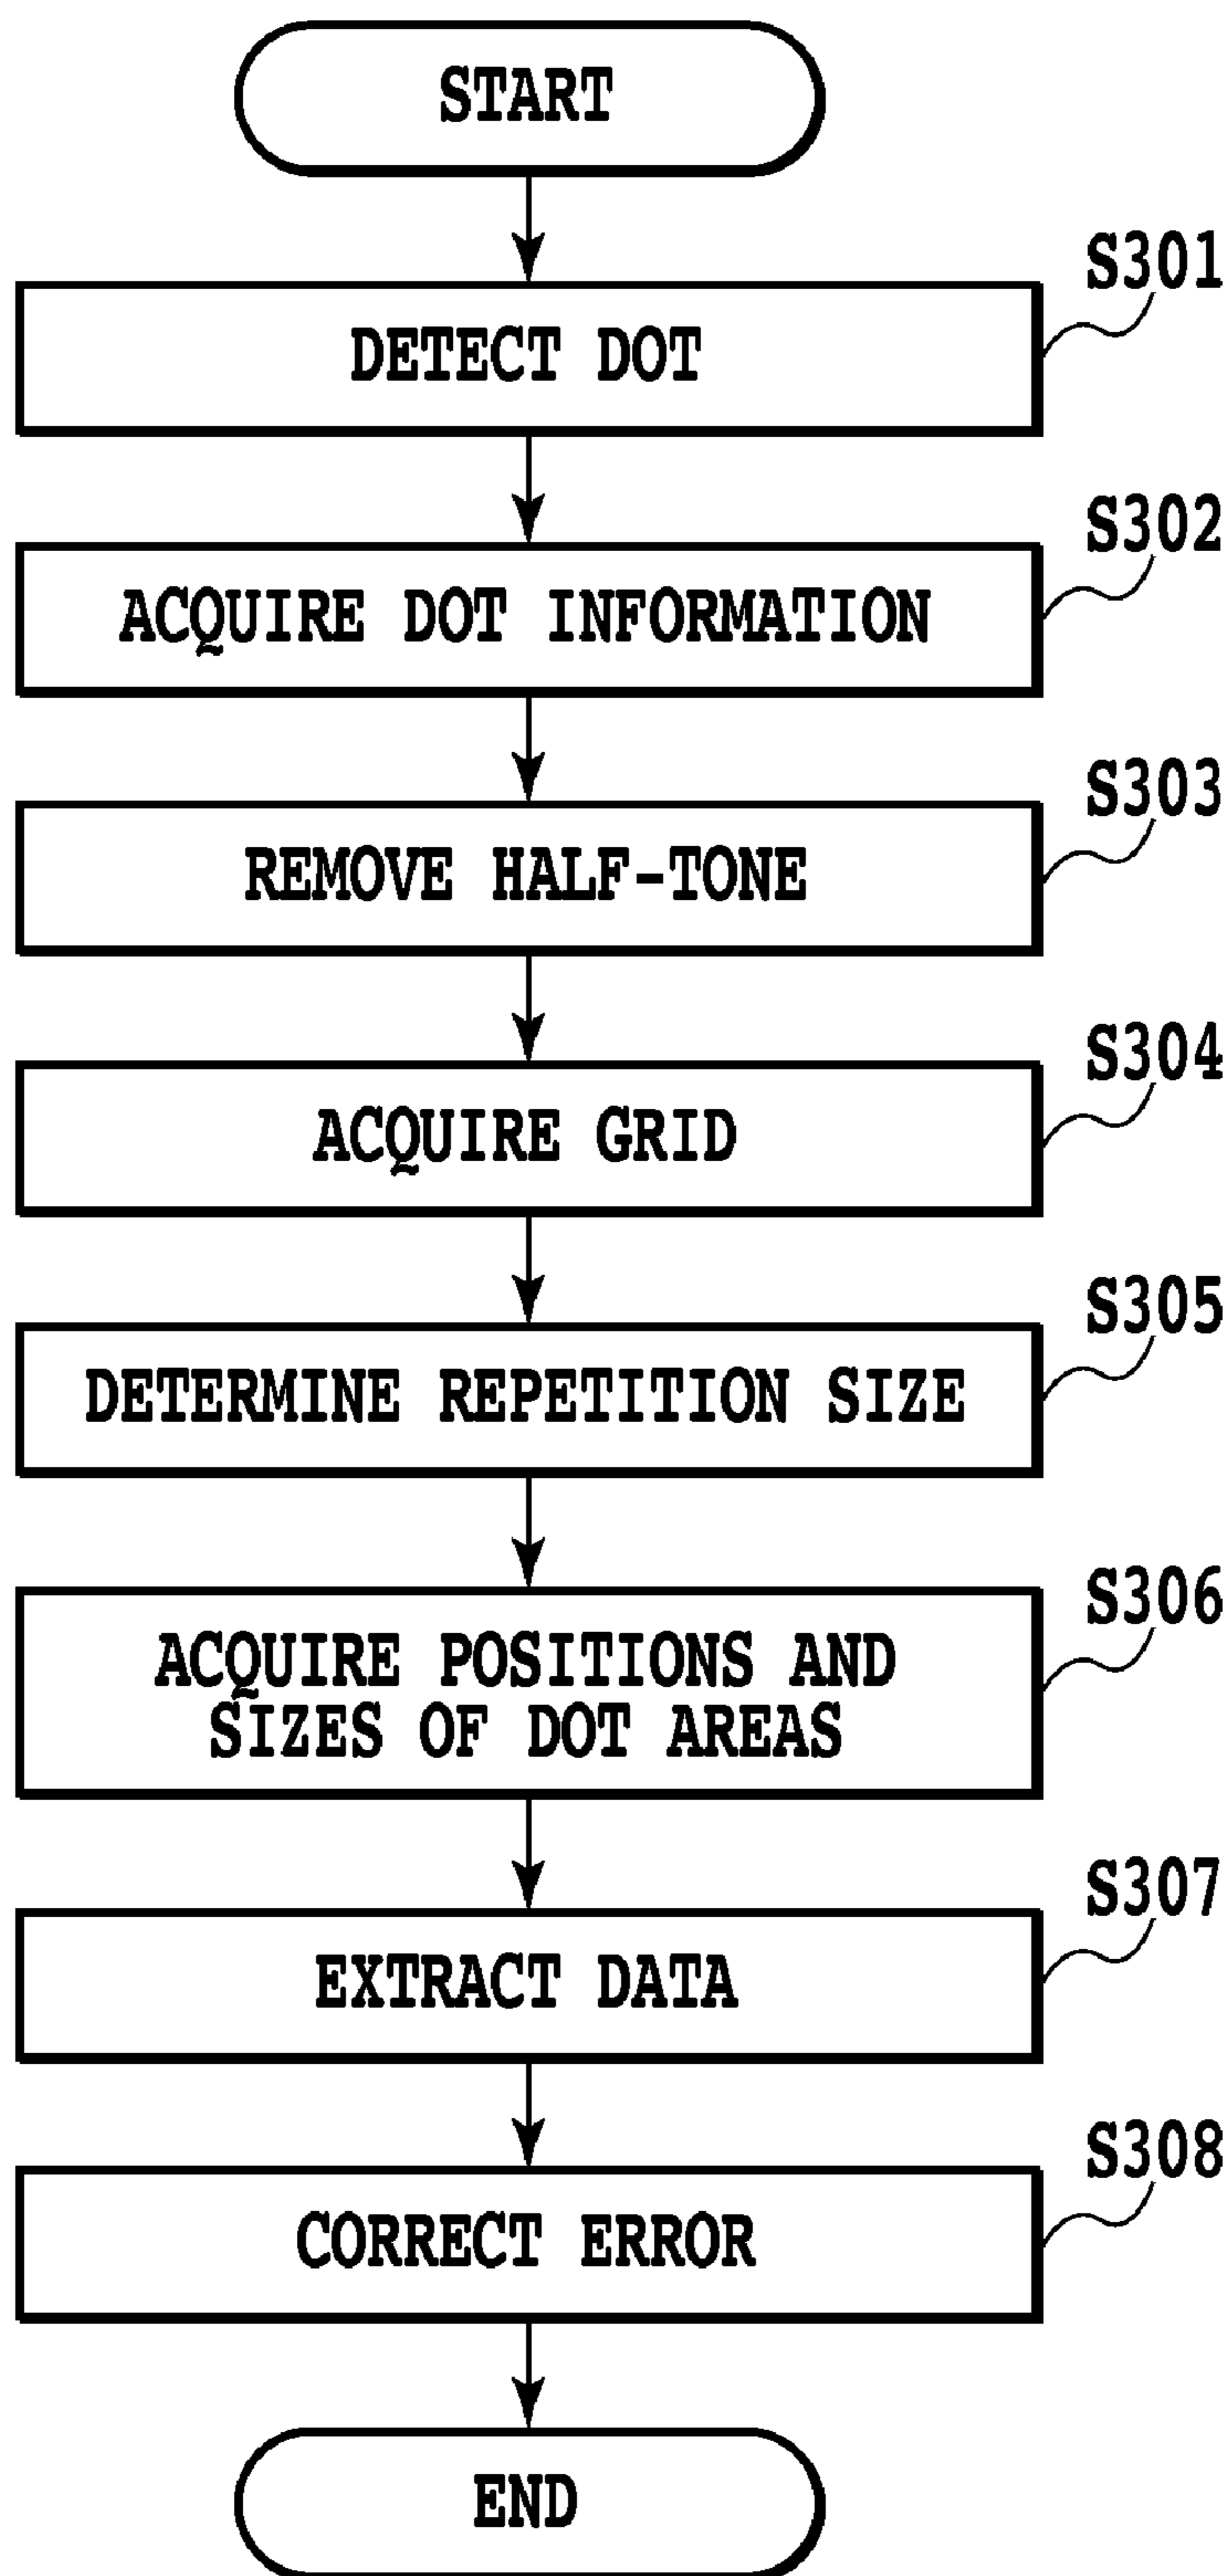 START
S301
DETECT DOT
S302
ACQUIRE DOT INFORMATION
S303
REMOVE HALF-TONE
S304
ACQUIRE GRID
S305
DETERMINE REPETITION SIZE
S306
ACQUIRE POSITIONS AND
SIZES OF DOT AREAS
S307
EXTRACT DATA
S308
CORRECT ERROR
END